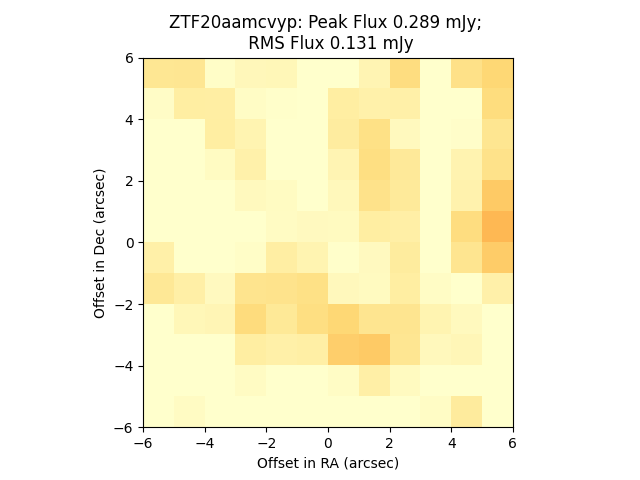 ZTF20aamcvyp: Peak Flux 0.289 mJy;
RMS Flux 0.131 mJy
6
4
2
0
−2
−4
−6
Offset in Dec (arcsec)
−6 −4 −2 0 2 4 6
Offset in RA (arcsec)